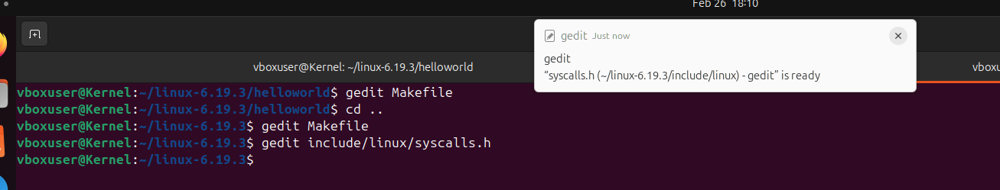 Feb 26 18:10
gedit Just now
gedit
“syscalls.h (~/linux-6.19.3/include/linux) - gedit” is ready
vboxuser@Kernel: ~/linux-6.19.3/helloworld
vboxu
vboxuser@Kernel:~/linux-6.19.3/helloworld$ gedit Makefile
vboxuser@Kernel:~/linux-6.19.3/helloworld$ cd ..
vboxuser@Kernel:~/linux-6.19.3$ gedit Makefile
vboxuser@Kernel:~/linux-6.19.3$ gedit include/linux/syscalls.h
vboxuser@Kernel:~/linux-6.19.3$